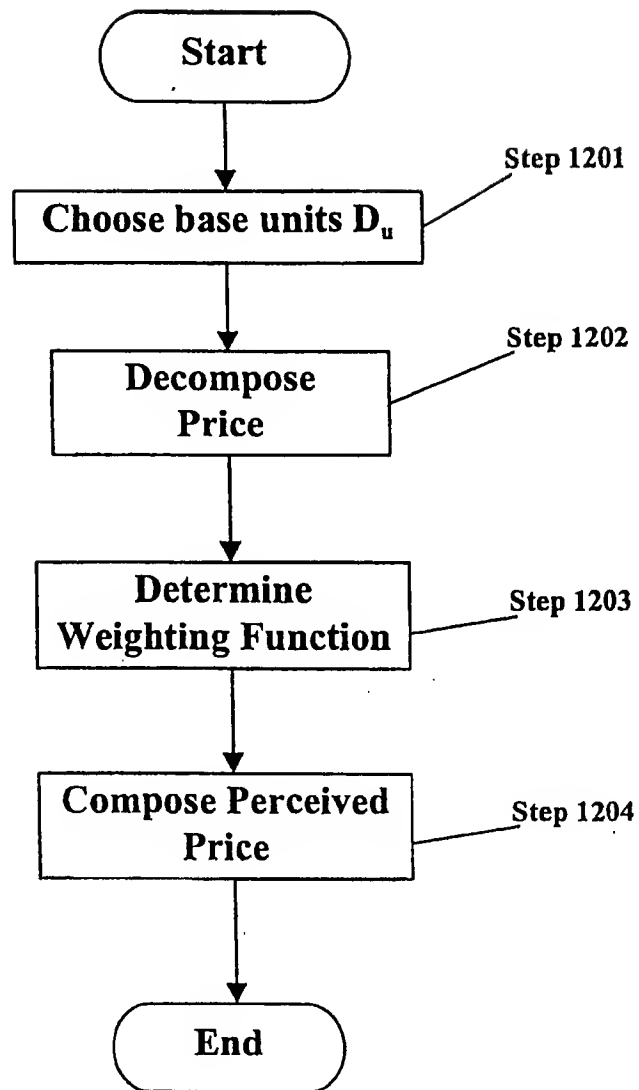 Start
Step 1201
Choose base units Dᵤ
Step 1202
Decompose
Price
Determine
Weighting Function
Step 1203
Compose Perceived
Price
Step 1204
End